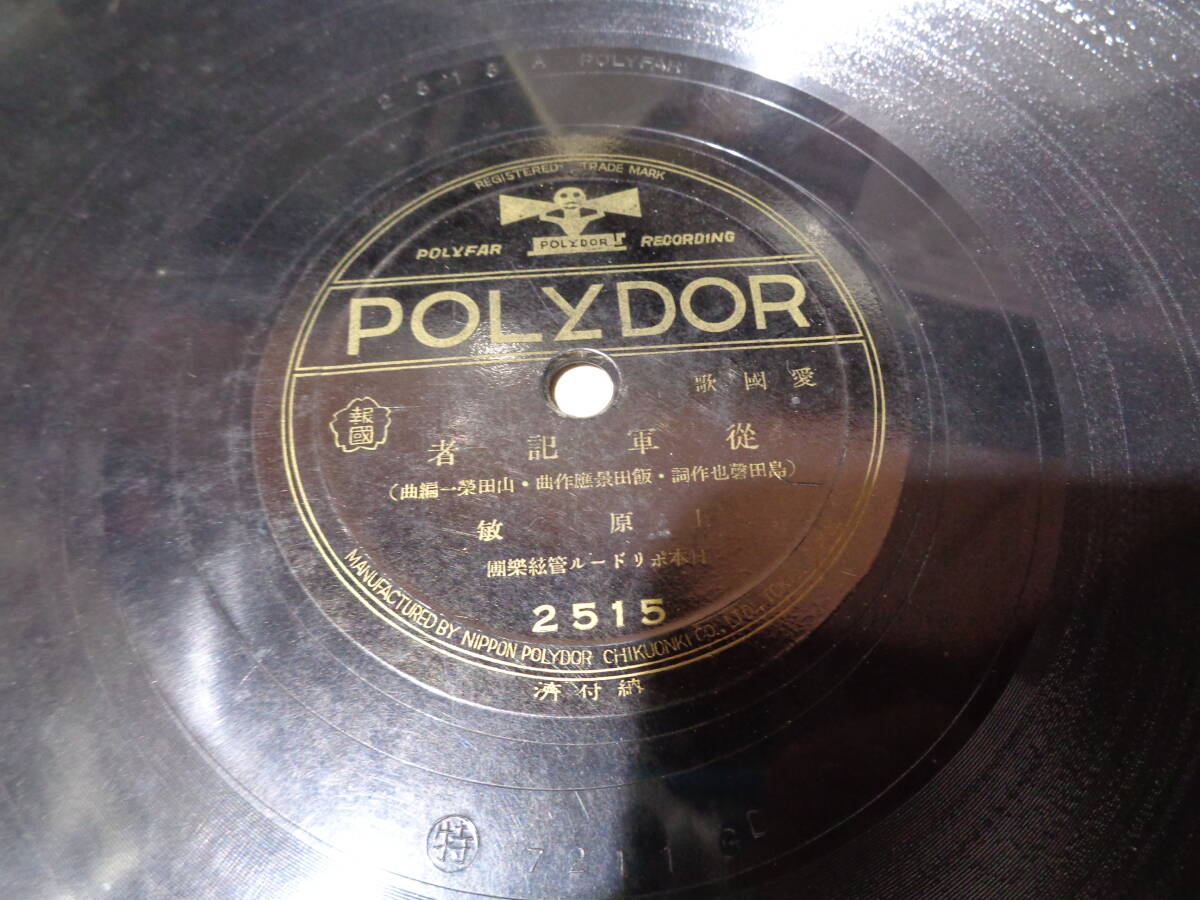 2515 A POLYFAR
REGISTERED TRADE MARK
POLYDOR
POLYFAR RECORDING
POLYDOR
愛國歌
報國
從軍記者
(島田磬也作詞・飯田景應作曲・山田榮一編曲)
上原敏
日本ポリドール管絃樂團
2515
MANUFACTURED BY NIPPON POLYDOR CHIKUONKI CO., LTD.,
納付濟
特 7211